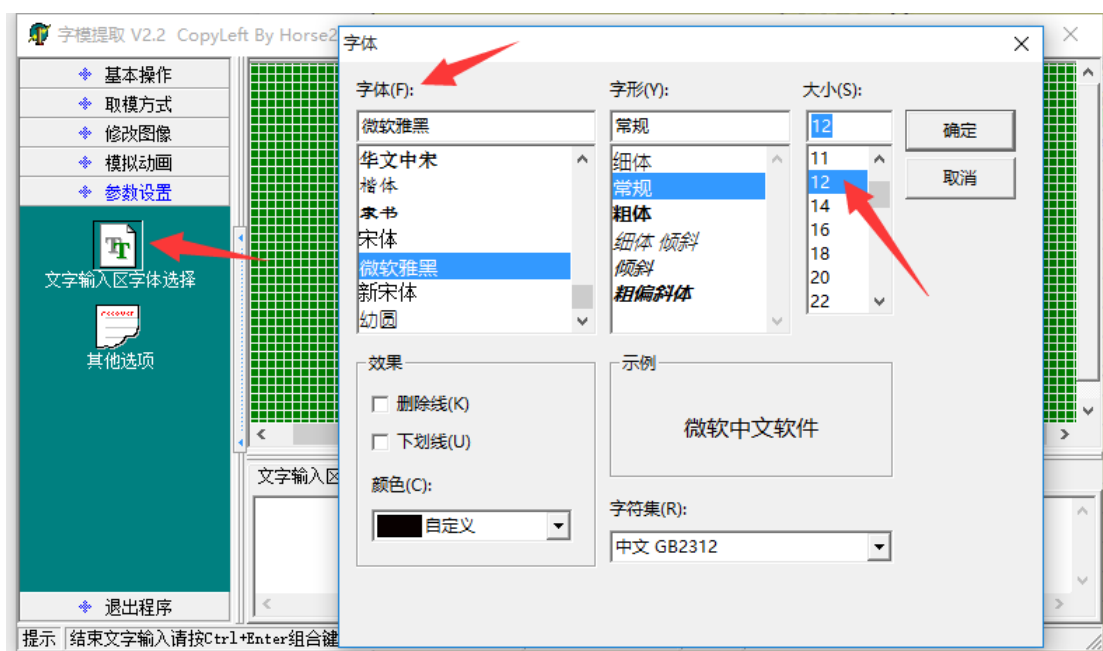 字模提取 V2.2 CopyLeft By Horse2
基本操作
取模方式
修改图像
模拟动画
参数设置
文字输入区字体选择
其他选项
退出程序
文字输入区
提示 结束文字输入请按Ctrl+Enter组合键
字体
字体(F):
微软雅黑
华文中宋
楷体
隶书
宋体
微软雅黑
新宋体
幼圆
字形(Y):
常规
细体
常规
粗体
细体 倾斜
倾斜
粗偏斜体
大小(S):
12
11
12
14
16
18
20
22
确定
取消
效果
删除线(K)
下划线(U)
颜色(C):
自定义
示例
微软中文软件
字符集(R):
中文 GB2312